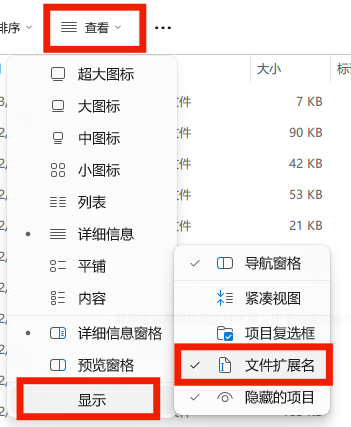 排序
查看
大小
超大图标
7 KB
大图标
文件
90 KB
中图标
文件
42 KB
小图标
文件
53 KB
列表
文件
21 KB
详细信息
平铺
导航窗格
内容
紧凑视图
详细信息窗格
项目复选框
预览窗格
文件扩展名
显示
隐藏的项目